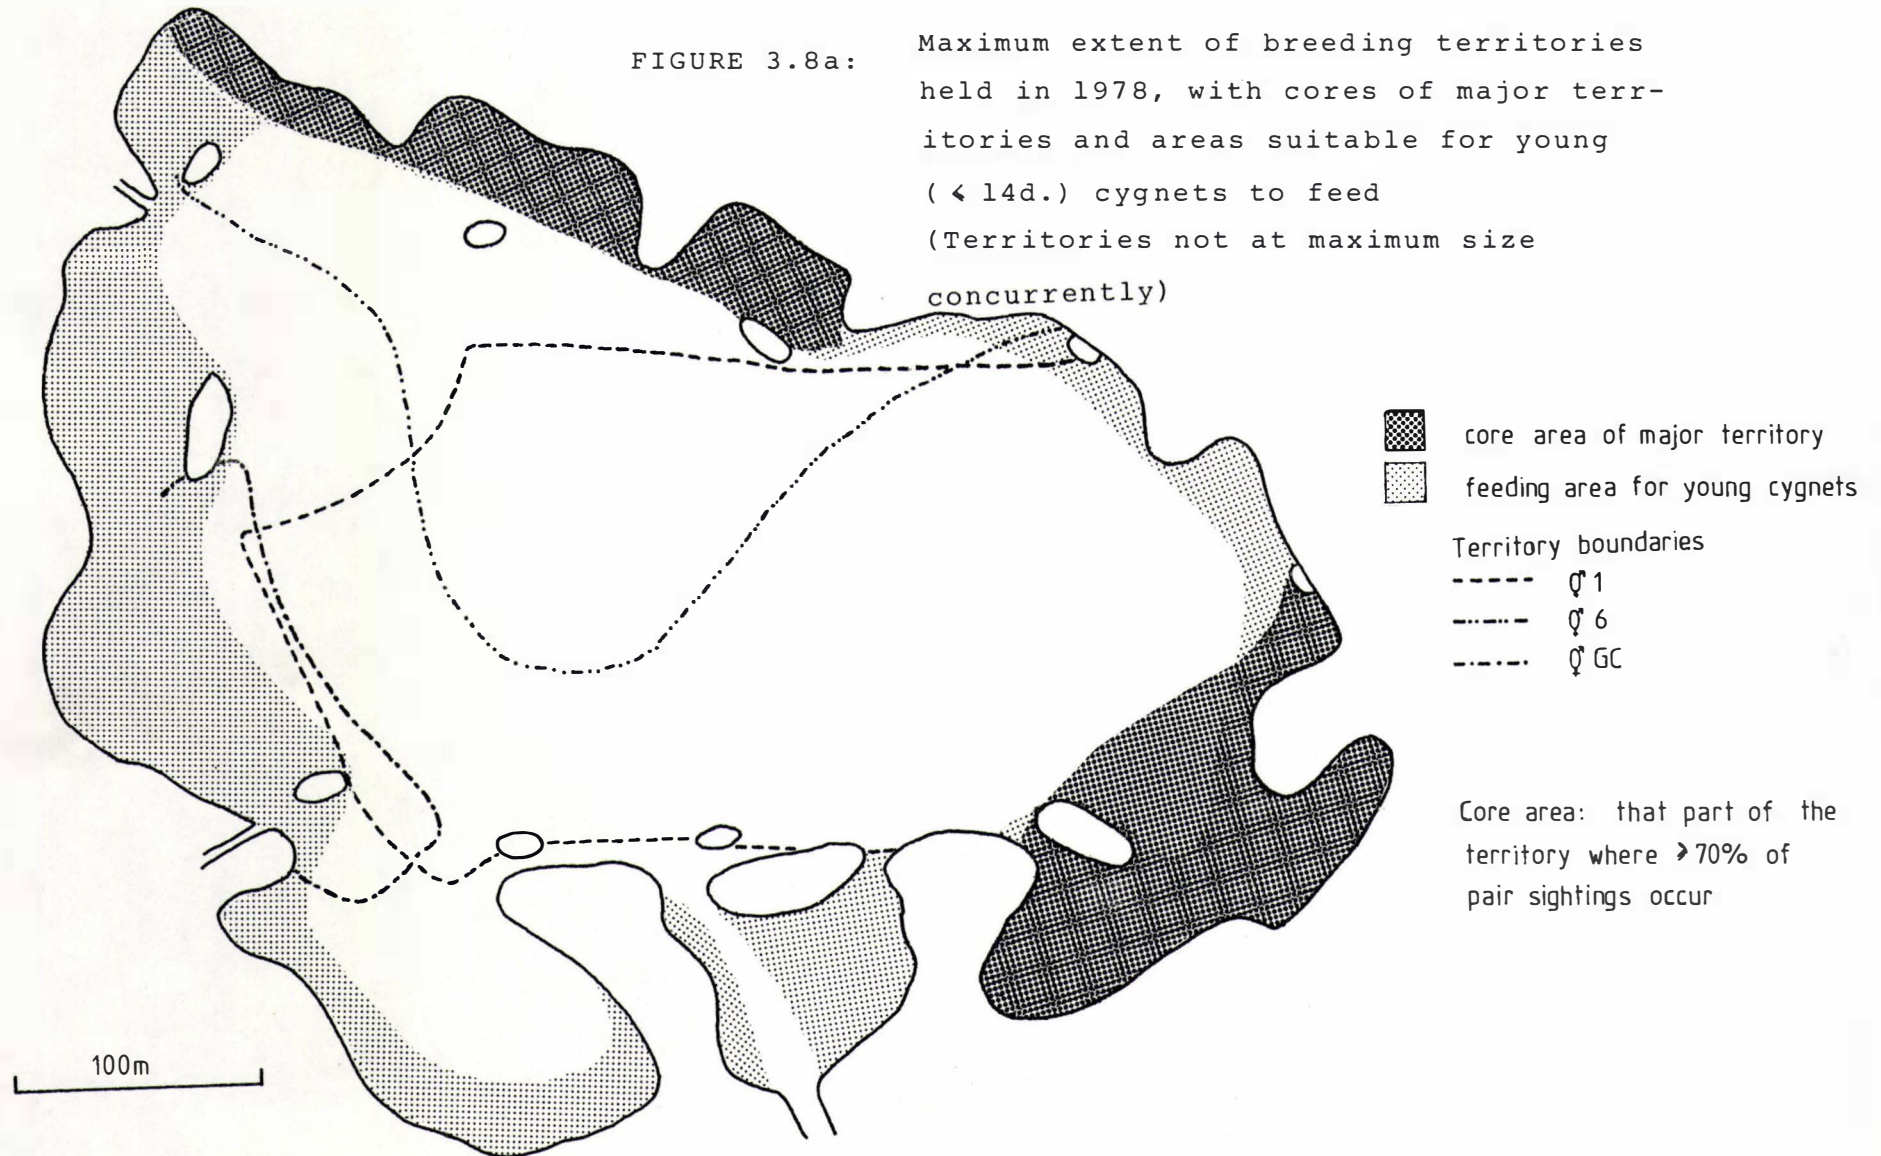 FIGURE 3.8a:
Maximum extent of breeding territories
held in 1978, with cores of major terr-
itories and areas suitable for young
( ≤ 14d.) cygnets to feed
(Territories not at maximum size
concurrently)
core area of major territory
feeding area for young cygnets
Territory boundaries
⚥ 1
⚥ 6
⚥ GC
Core area: that part of the
territory where ⩾70% of
pair sightings occur
100m